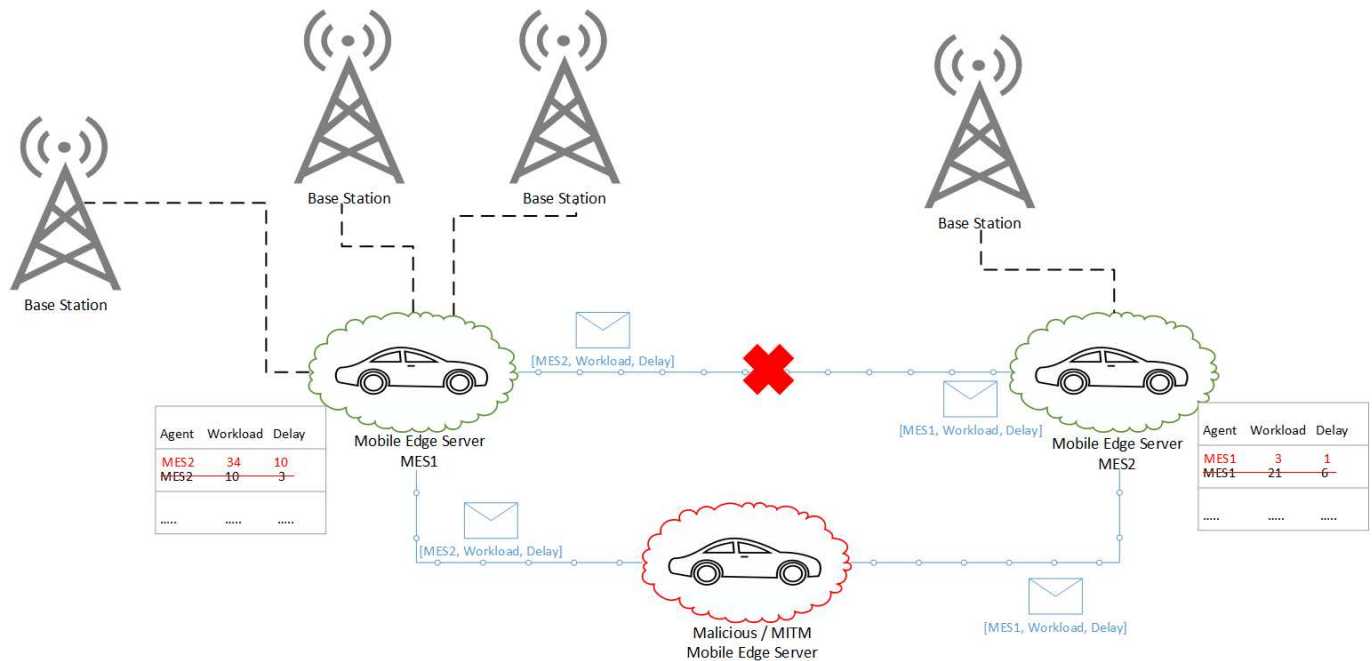 Base Station
Base Station
Base Station
Base Station
[MES2, Workload, Delay]
[MES1, Workload, Delay]
Mobile Edge Server
MES1
Mobile Edge Server
MES2
Agent Workload Delay
MES2 34 10
MES2 10 3
..... ..... .....
Agent Workload Delay
MES1 3 1
MES1 21 6
..... ..... .....
[MES2, Workload, Delay]
[MES1, Workload, Delay]
Malicious / MITM
Mobile Edge Server